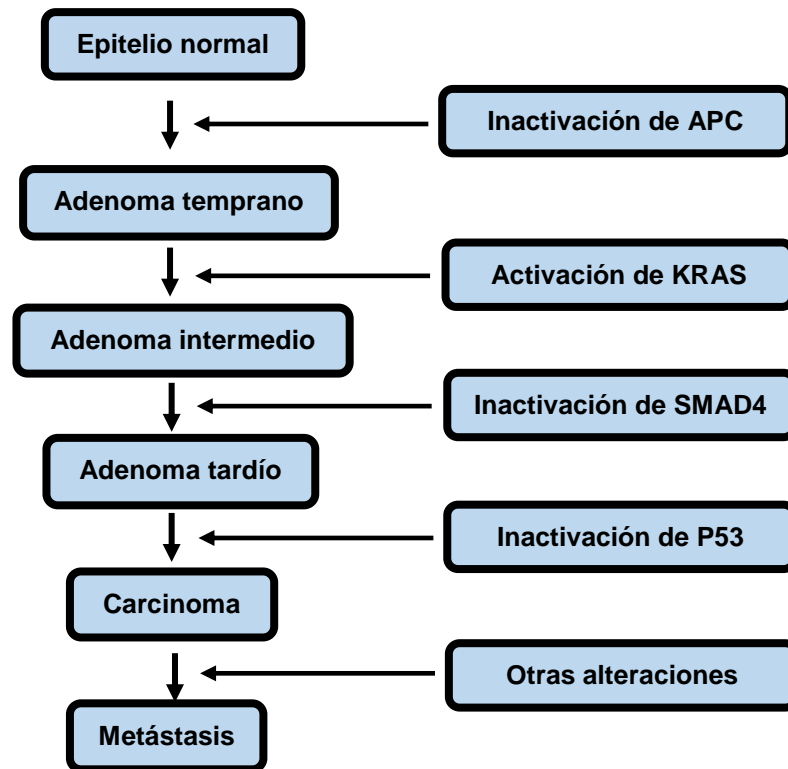 Epitelio normal
Inactivación de APC
Adenoma temprano
Activación de KRAS
Adenoma intermedio
Inactivación de SMAD4
Adenoma tardío
Inactivación de P53
Carcinoma
Otras alteraciones
Metástasis